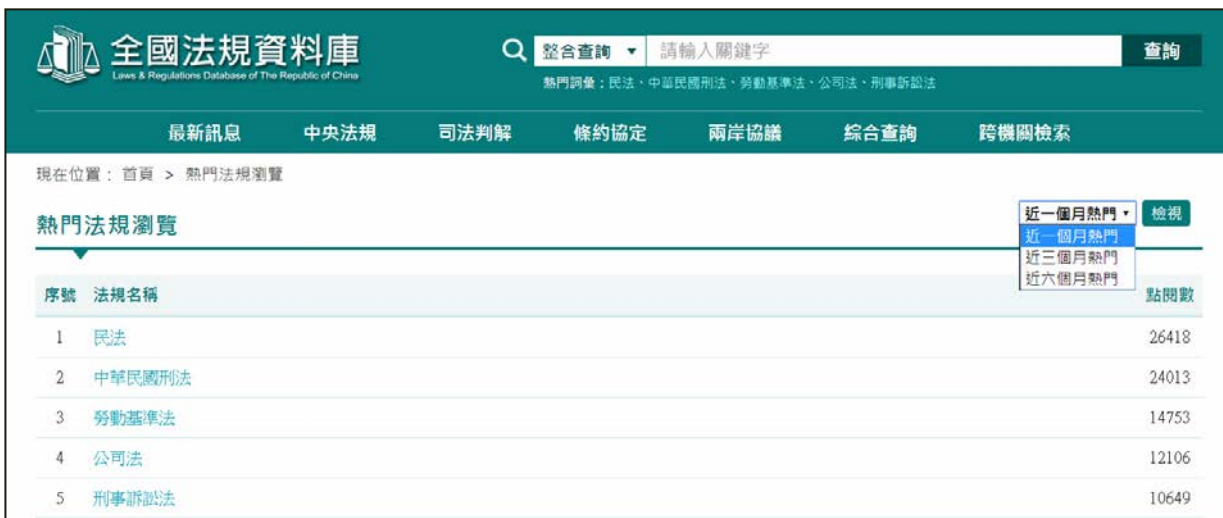 全國法規資料庫
Laws & Regulations Database of The Republic of China
整合查詢 ▼ 請輸入關鍵字 查詢
熱門詞彙：民法、中華民國刑法、勞動基準法、公司法、刑事訴訟法
最新訊息 中央法規 司法判解 條約協定 兩岸協議 綜合查詢 跨機關檢索
現在位置： 首頁 > 熱門法規瀏覽
熱門法規瀏覽
近一個月熱門 ▼ 檢視
近一個月熱門
近三個月熱門
近六個月熱門
序號 法規名稱 點閱數
1 民法 26418
2 中華民國刑法 24013
3 勞動基準法 14753
4 公司法 12106
5 刑事訴訟法 10649